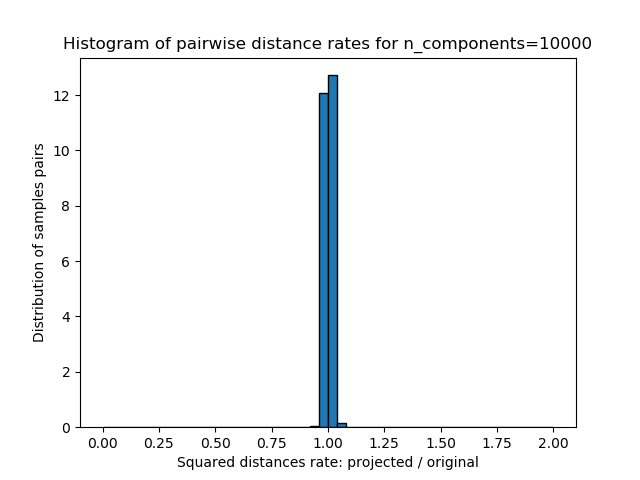 Histogram of pairwise distance rates for n_components=10000
Distribution of samples pairs
12
10
8
6
4
2
0
0.00 0.25 0.50 0.75 1.00 1.25 1.50 1.75 2.00
Squared distances rate: projected / original